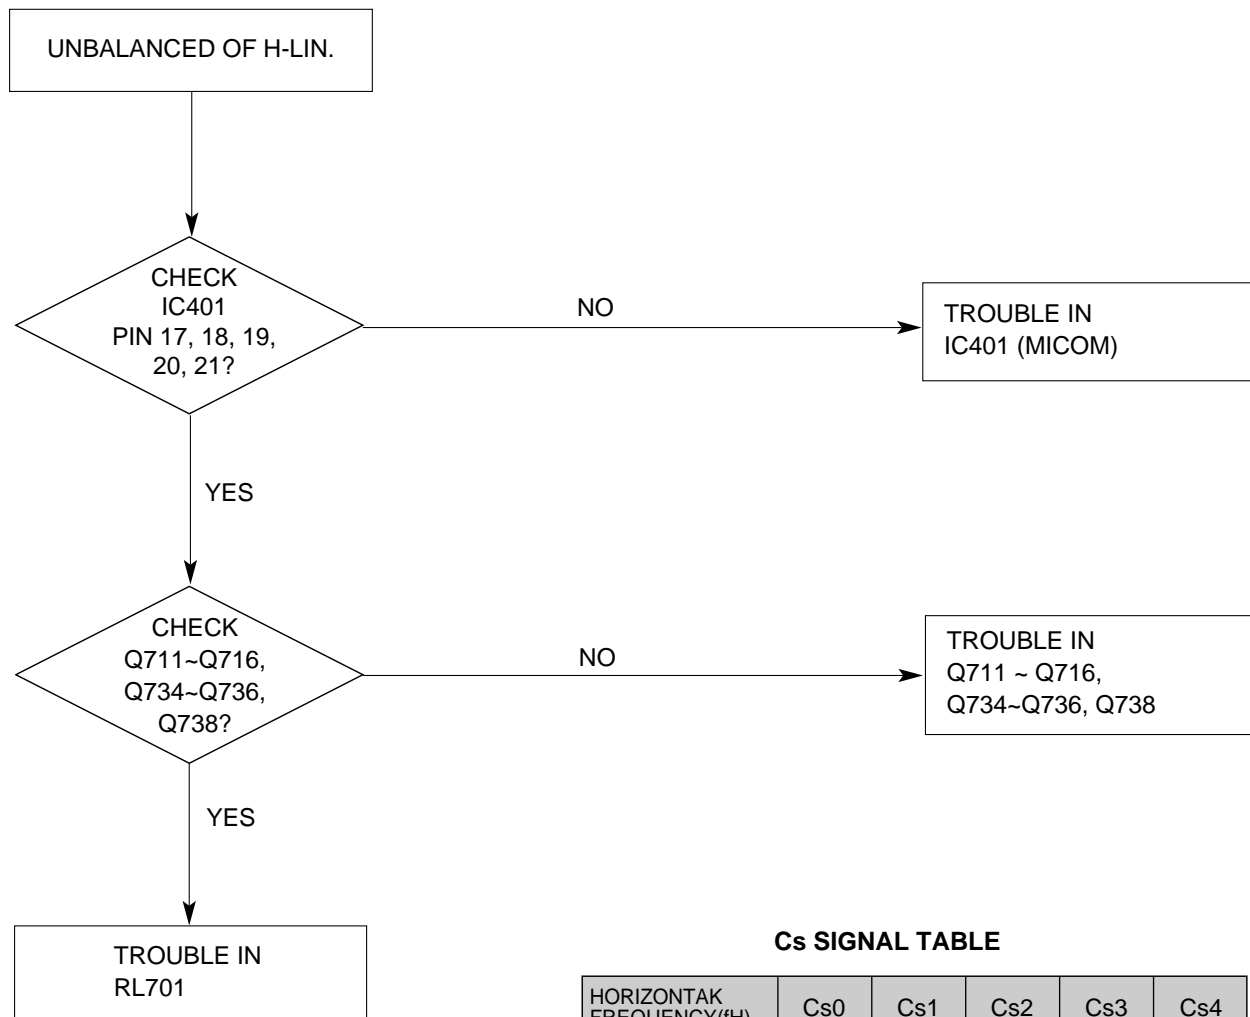 UNBALANCED OF H-LIN.
CHECK
IC401
PIN 17, 18, 19,
20, 21?
NO
TROUBLE IN
IC401 (MICOM)
YES
CHECK
Q711~Q716,
Q734~Q736,
Q738?
NO
TROUBLE IN
Q711 ~ Q716,
Q734~Q736, Q738
YES
TROUBLE IN
RL701
Cs SIGNAL TABLE
HORIZONTAK
FREQUENCY(fH)
Cs0 Cs1 Cs2 Cs3 Cs4